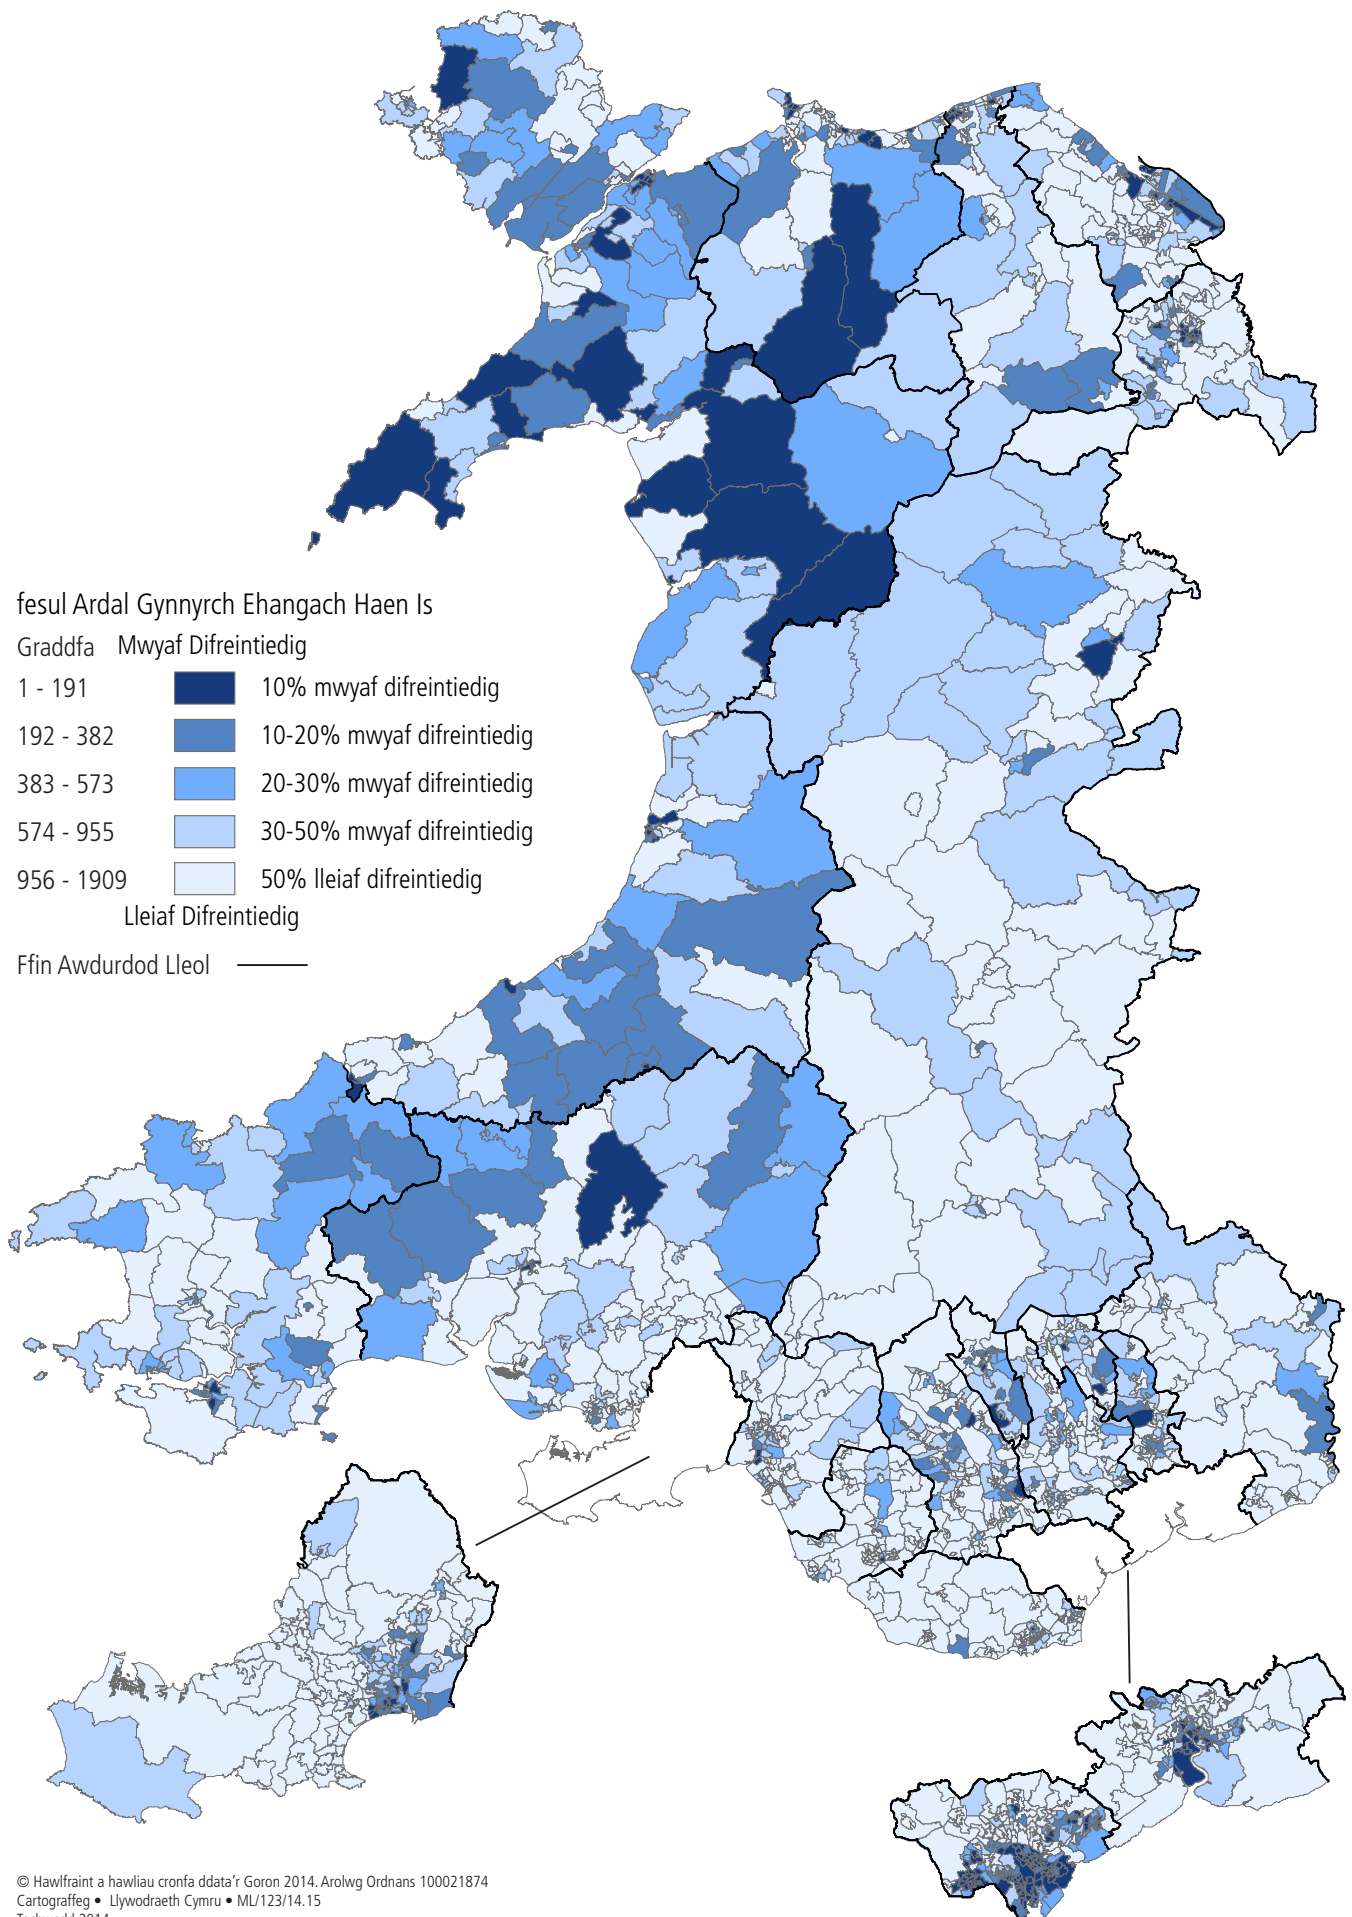 fesul Ardal Gynnyrch Ehangach Haen Is
Graddfa Mwyaf Difreintiedig
1 - 191 10% mwyaf difreintiedig
192 - 382 10-20% mwyaf difreintiedig
383 - 573 20-30% mwyaf difreintiedig
574 - 955 30-50% mwyaf difreintiedig
956 - 1909 50% lleiaf difreintiedig
Lleiaf Difreintiedig
Ffin Awdurdod Lleol
© Hawlfraint a hawliau cronfa ddata'r Goron 2014. Arolwg Ordnans 100021874
Cartograffeg • Llywodraeth Cymru • ML/123/14.15
Tachwedd 2014